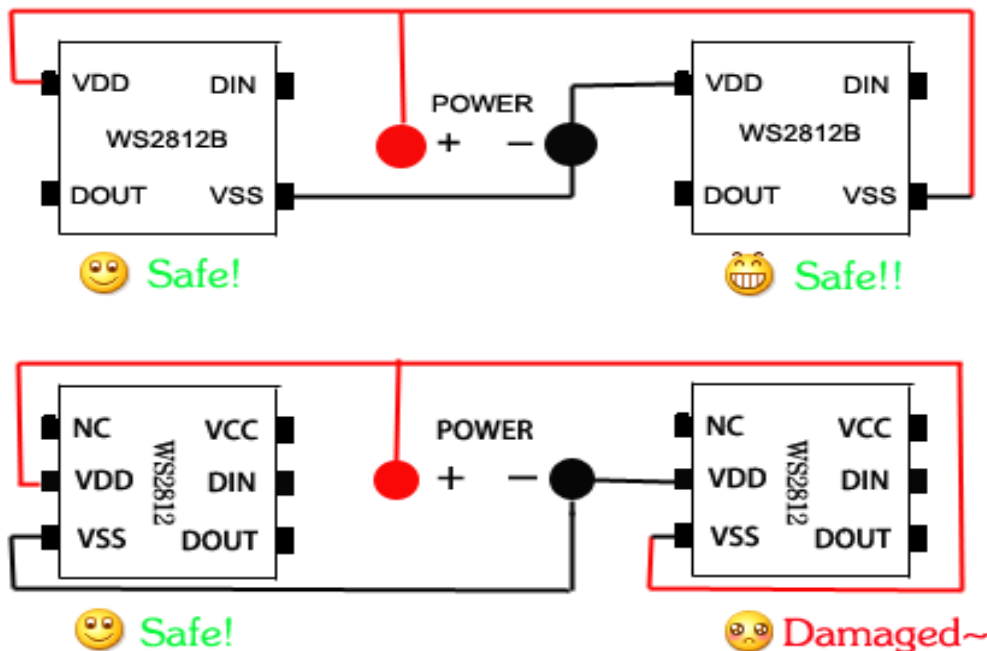 VDD DIN
WS2812B
DOUT VSS
POWER
+ −
VDD DIN
WS2812B
DOUT VSS
Safe!
Safe!!
NC VCC
VDD DIN
VSS DOUT
WS2812
POWER
+ −
NC VCC
VDD DIN
VSS DOUT
WS2812
Safe!
Damaged~